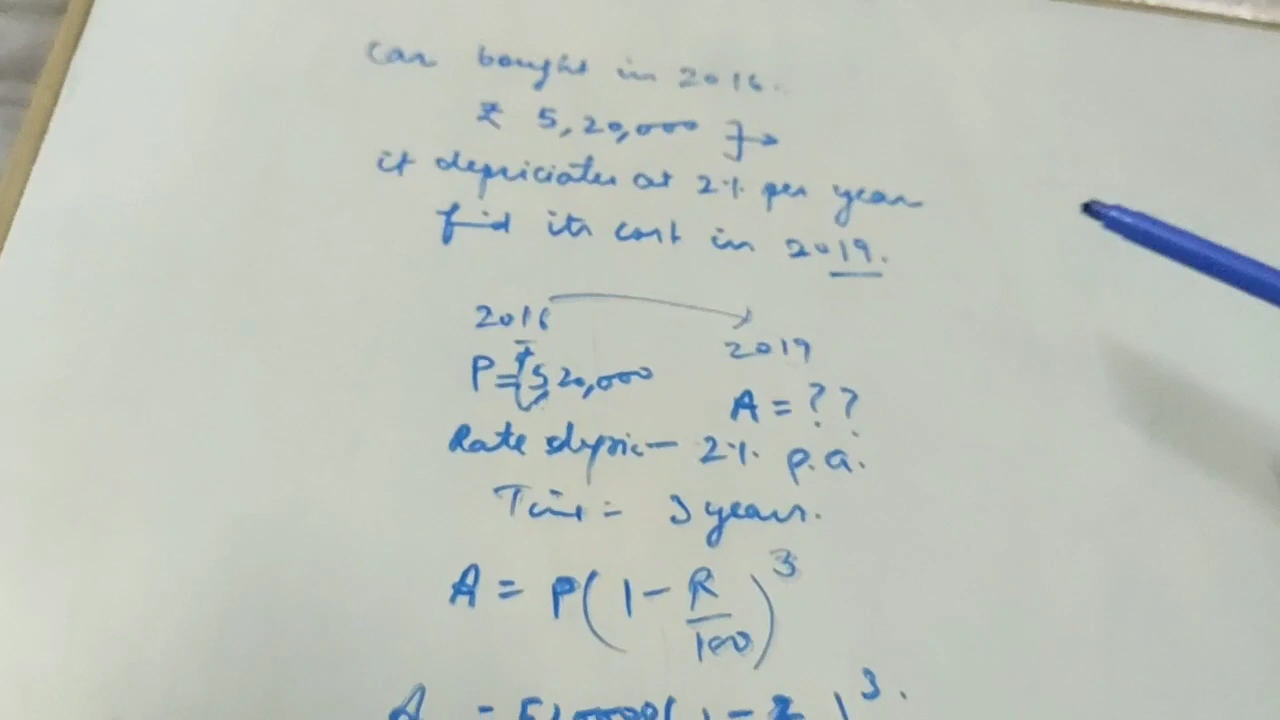 Car bought in 2016.
₹ 5,20,000
it depriciates at 2% per year
find its cost in 2019.
2016
2019
P=₹5,20,000
A = ??
Rate depric— 2% p.a.
Time = 3 years.
A = P(1 - R/100)^3